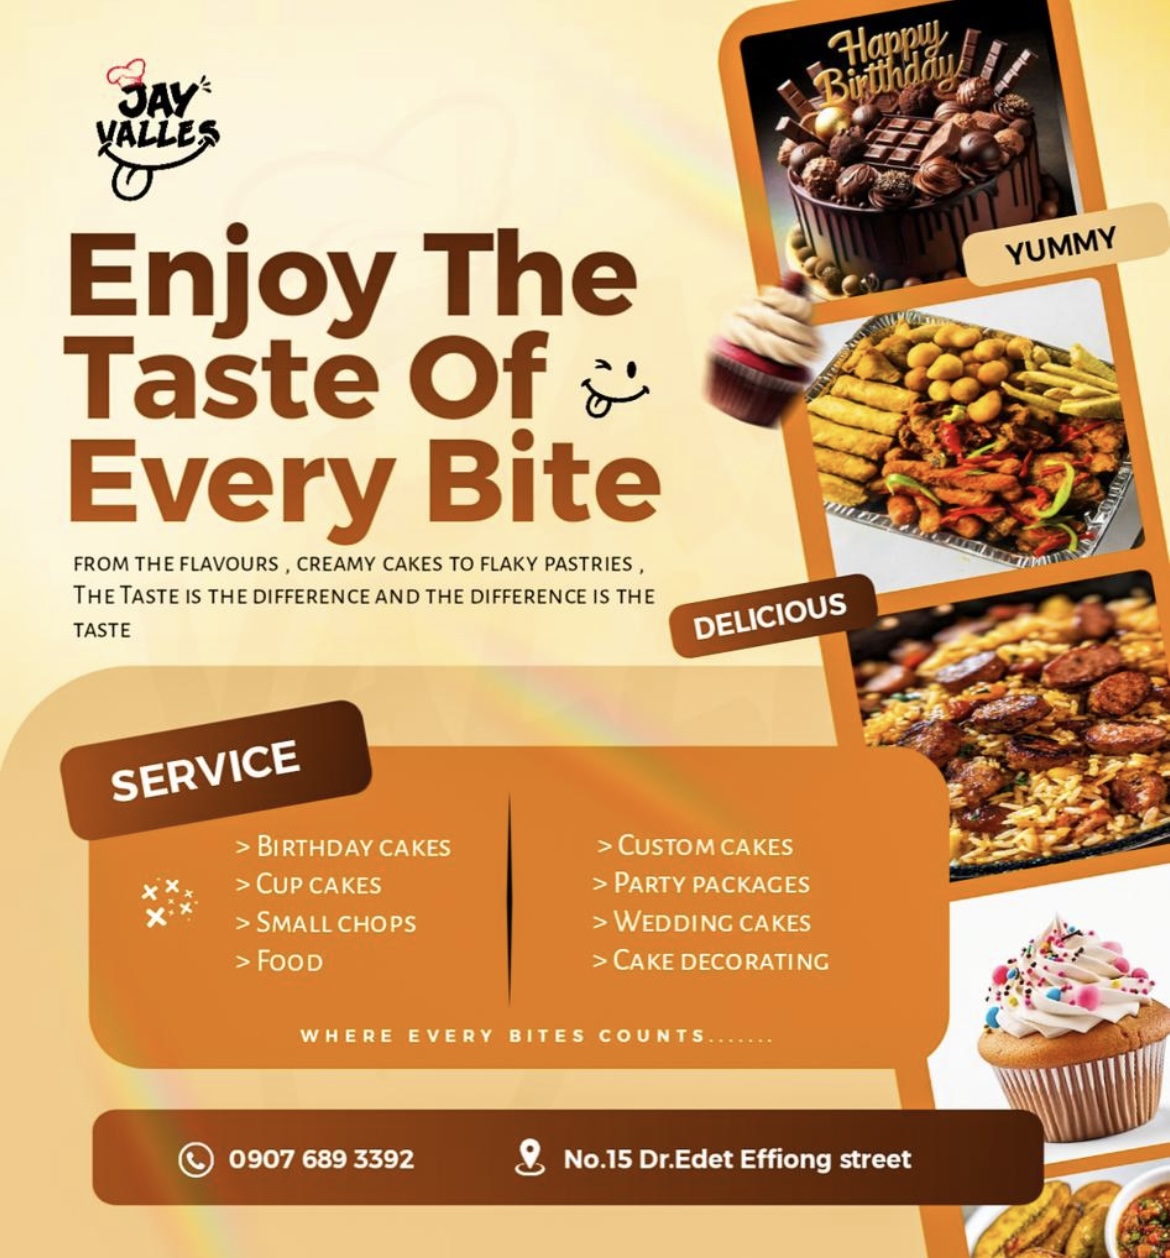 JAY
VALLES
Happy
Birtthday
YUMMY
Enjoy The
Taste Of
Every Bite
FROM THE FLAVOURS , CREAMY CAKES TO FLAKY PASTRIES ,
THE TASTE IS THE DIFFERENCE AND THE DIFFERENCE IS THE
TASTE
DELICIOUS
SERVICE
> BIRTHDAY CAKES
> CUP CAKES
> SMALL CHOPS
> FOOD
> CUSTOM CAKES
> PARTY PACKAGES
> WEDDING CAKES
> CAKE DECORATING
WHERE EVERY BITES COUNTS.......
0907 689 3392
No.15 Dr.Edet Effiong street